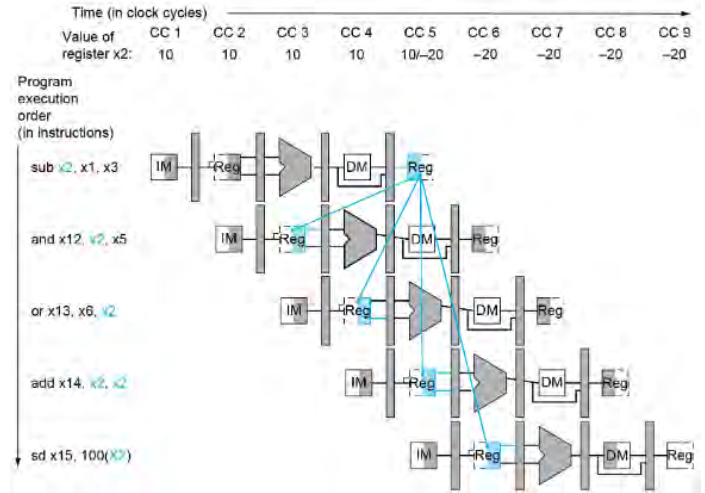 Time (in clock cycles)
Value of CC 1 CC 2 CC 3 CC 4 CC 5 CC 6 CC 7 CC 8 CC 9
register x2: 10 10 10 10 10/–20 –20 –20 –20 –20
Program
execution
order
(in instructions)
sub x2, x1, x3 IM Reg DM Reg
and x12, x2, x5 IM Reg DM Reg
or x13, x6, x2 IM Reg DM Reg
add x14, x2, x2 IM Reg DM Reg
sd x15, 100(X2) IM Reg DM Reg